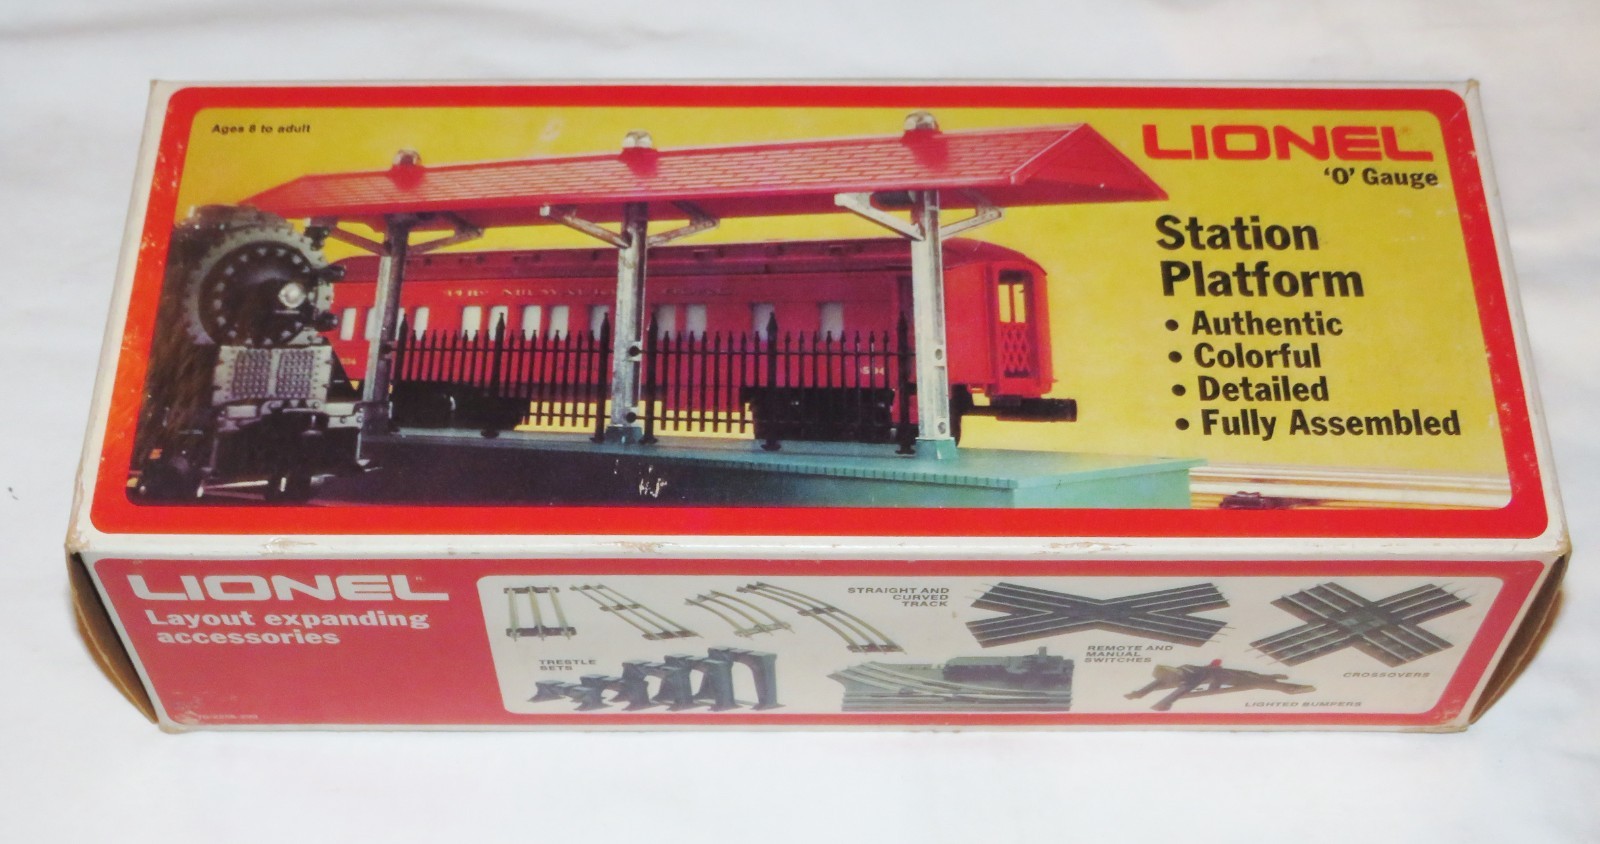 Ages 8 to adult
LIONEL
'O' Gauge
Station
Platform
• Authentic
• Colorful
• Detailed
• Fully Assembled
LIONEL
Layout expanding
accessories
STRAIGHT AND
CURVED
TRACK
TRESTLE
SETS
REMOTE AND
MANUAL
SWITCHES
CROSSOVERS
LIGHTED BUMPERS